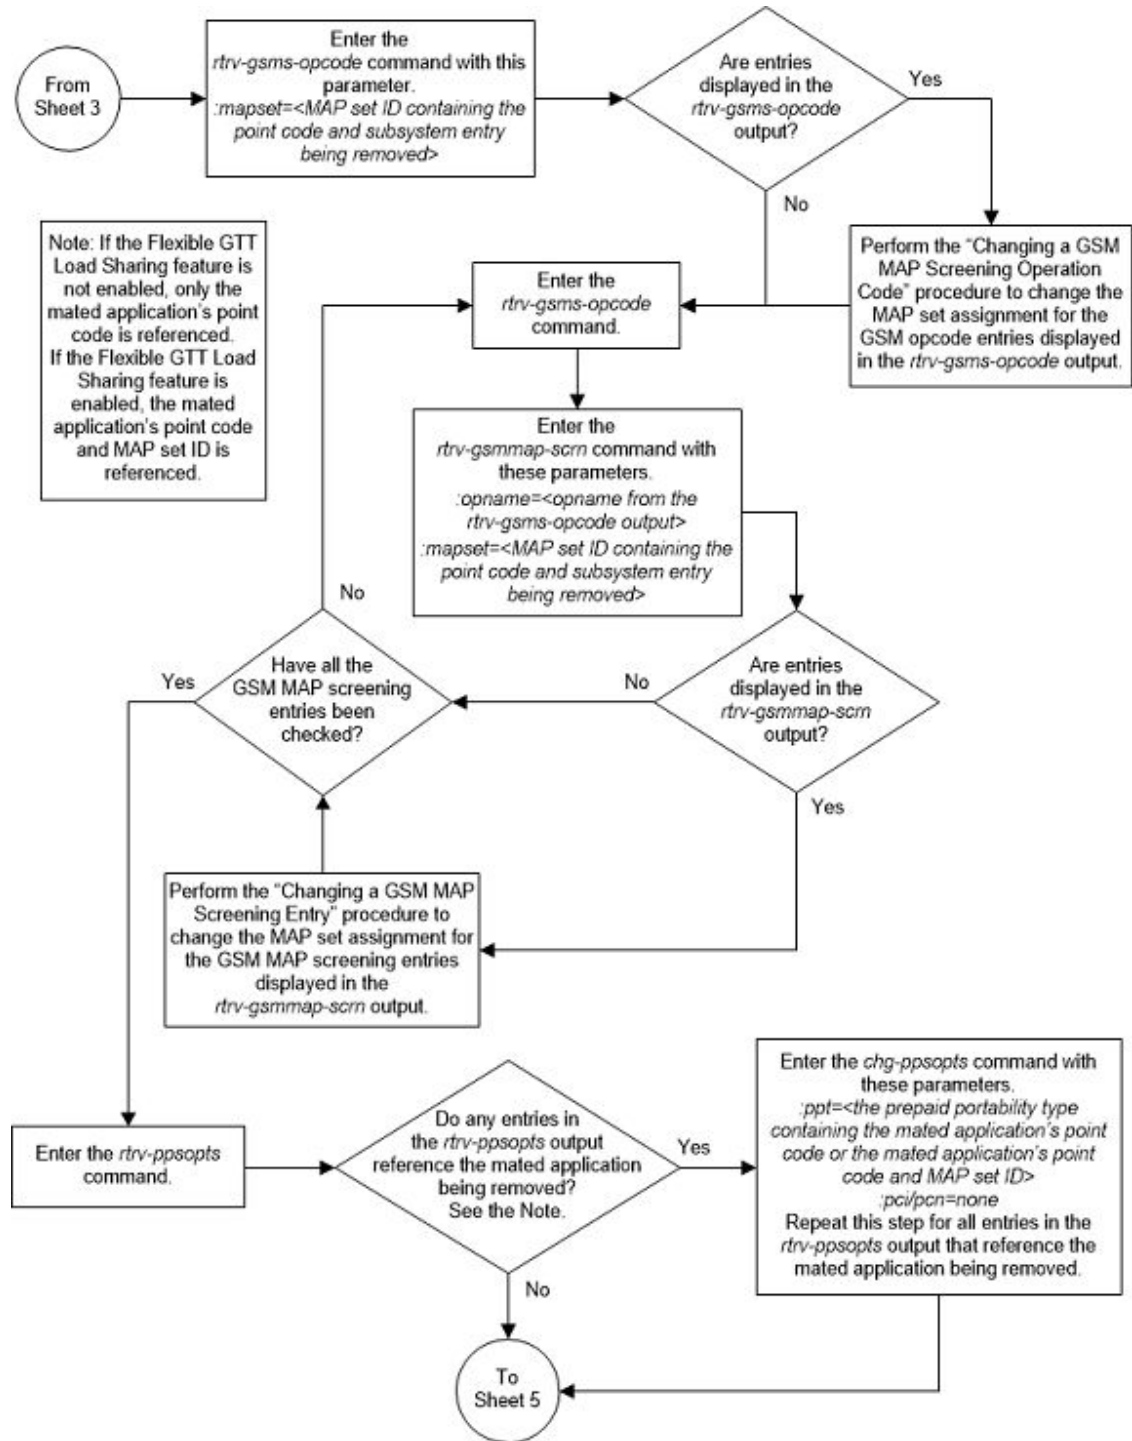 From
Sheet 3
Enter the
rtrv-gsms-opcode command with this
parameter.
:mapset=<MAP set ID containing the
point code and subsystem entry
being removed>
Are entries
displayed in the
rtrv-gsms-opcode
output?
Yes
No
Note: If the Flexible GTT
Load Sharing feature is
not enabled, only the
mated application's point
code is referenced.
If the Flexible GTT Load
Sharing feature is
enabled, the mated
application's point code
and MAP set ID is
referenced.
Enter the
rtrv-gsms-opcode
command.
Perform the "Changing a GSM
MAP Screening Operation
Code" procedure to change the
MAP set assignment for the
GSM opcode entries displayed
in the rtrv-gsms-opcode output.
Enter the
rtrv-gsmmap-scrn command with
these parameters.
:opname=<opname from the
rtrv-gsms-opcode output>
:mapset=<MAP set ID containing the
point code and subsystem entry
being removed>
No
Yes
Have all the
GSM MAP screening
entries been
checked?
No
Are entries
displayed in the
rtrv-gsmmap-scrn
output?
Yes
Perform the "Changing a GSM MAP
Screening Entry" procedure to
change the MAP set assignment for
the GSM MAP screening entries
displayed in the
rtrv-gsmmap-scrn output.
Enter the rtrv-ppsopts
command.
Do any entries in
the rtrv-ppsopts output
reference the mated application
being removed?
See the Note.
Yes
No
Enter the chg-ppsopts command with
these parameters.
:ppt=<the prepaid portability type
containing the mated application's point
code or the mated application's point
code and MAP set ID>
:pci/pcn=none
Repeat this step for all entries in the
rtrv-ppsopts output that reference the
mated application being removed.
To
Sheet 5